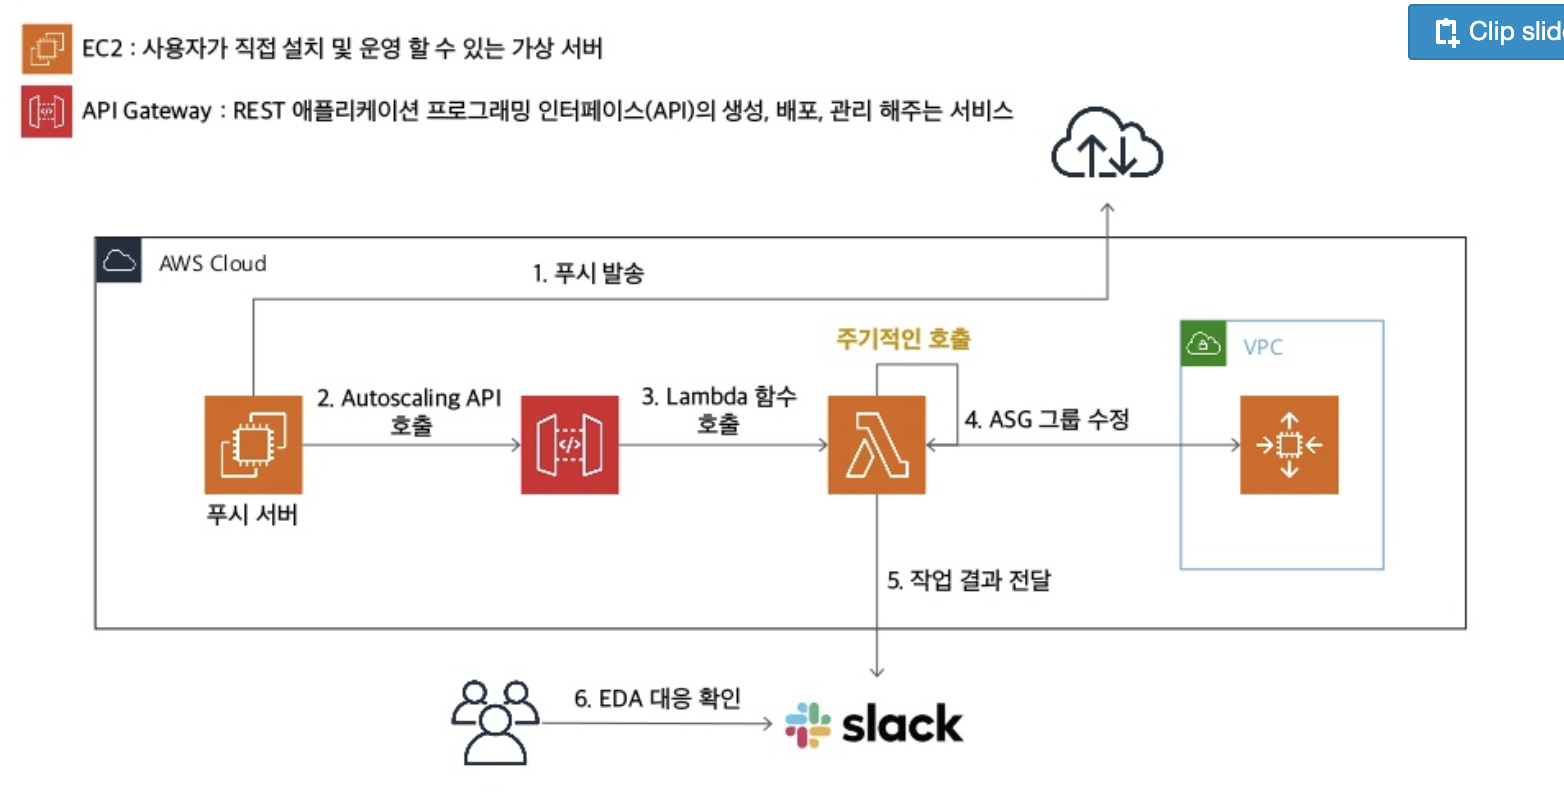 Clip slid
EC2 : 사용자가 직접 설치 및 운영 할 수 있는 가상 서버
API Gateway : REST 애플리케이션 프로그래밍 인터페이스(API)의 생성, 배포, 관리 해주는 서비스
AWS Cloud
1. 푸시 발송
주기적인 호출
VPC
2. Autoscaling API
호출
3. Lambda 함수
호출
4. ASG 그룹 수정
푸시 서버
5. 작업 결과 전달
6. EDA 대응 확인
slack